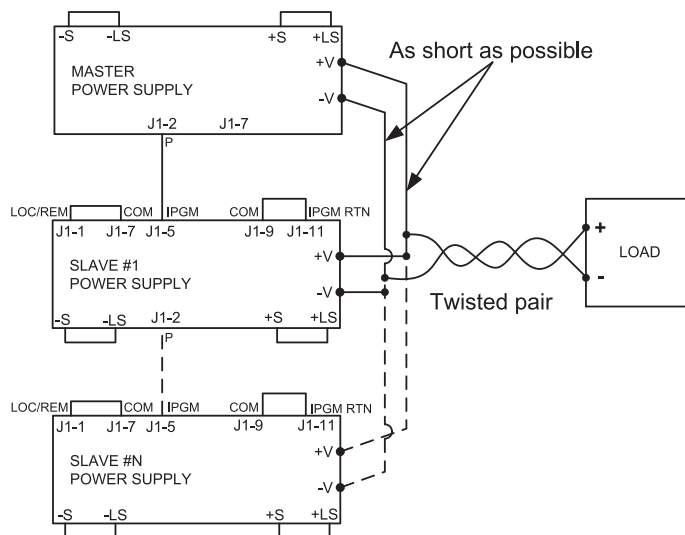 -S -LS +S +LS
MASTER
POWER SUPPLY
+V
-V
As short as possible
J1-2 J1-7
P
LOC/REM COM IPGM COM IPGM RTN
J1-1 J1-7 J1-5 J1-9 J1-11
SLAVE #1
POWER SUPPLY
+V
-V
J1-2
-S -LS +S +LS
P
+
-
LOAD
Twisted pair
LOC/REM COM IPGM COM IPGM RTN
J1-1 J1-7 J1-5 J1-9 J1-11
SLAVE #N
POWER SUPPLY
+V
-V
-S -LS +S +LS